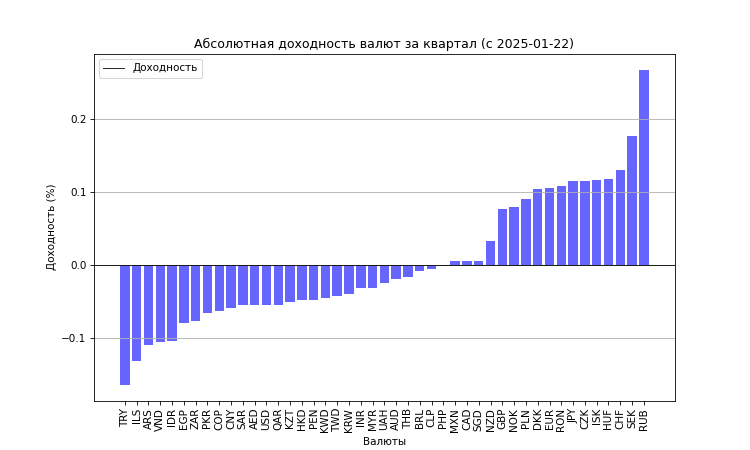 Абсолютная доходность валют за квартал (с 2025-01-22)
Доходность
Доходность (%)
0.2
0.1
0.0
−0.1
TRY ILS ARS VND IDR EGP ZAR PKR COP CNY SAR AED USD QAR KZT HKD PEN KWD TWD KRW INR MYR UAH AUD THB BRL CLP PHP MXN CAD SGD NZD GBP NOK PLN DKK EUR RON JPY CZK ISK HUF CHF SEK RUB
Валюты